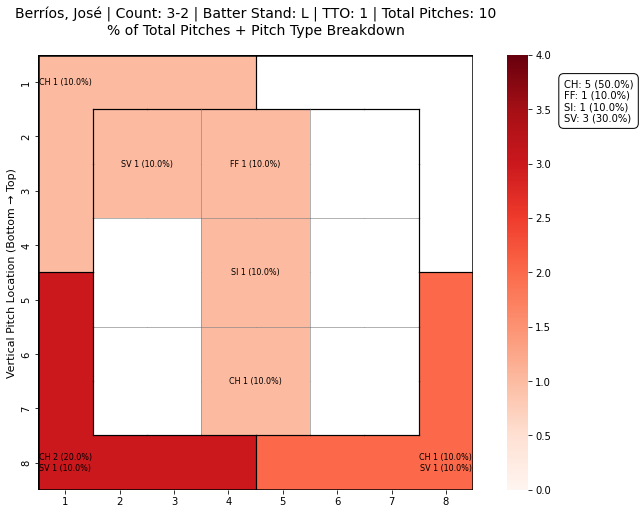 Berríos, José | Count: 3-2 | Batter Stand: L | TTO: 1 | Total Pitches: 10
% of Total Pitches + Pitch Type Breakdown
CH: 5 (50.0%)
FF: 1 (10.0%)
SI: 1 (10.0%)
SV: 3 (30.0%)
Vertical Pitch Location (Bottom → Top)
1
2
3
4
5
6
7
8
CH 1 (10.0%)
SV 1 (10.0%)
FF 1 (10.0%)
SI 1 (10.0%)
CH 1 (10.0%)
CH 2 (20.0%)
SV 1 (10.0%)
CH 1 (10.0%)
SV 1 (10.0%)
1
2
3
4
5
6
7
8
4.0
3.5
3.0
2.5
2.0
1.5
1.0
0.5
0.0